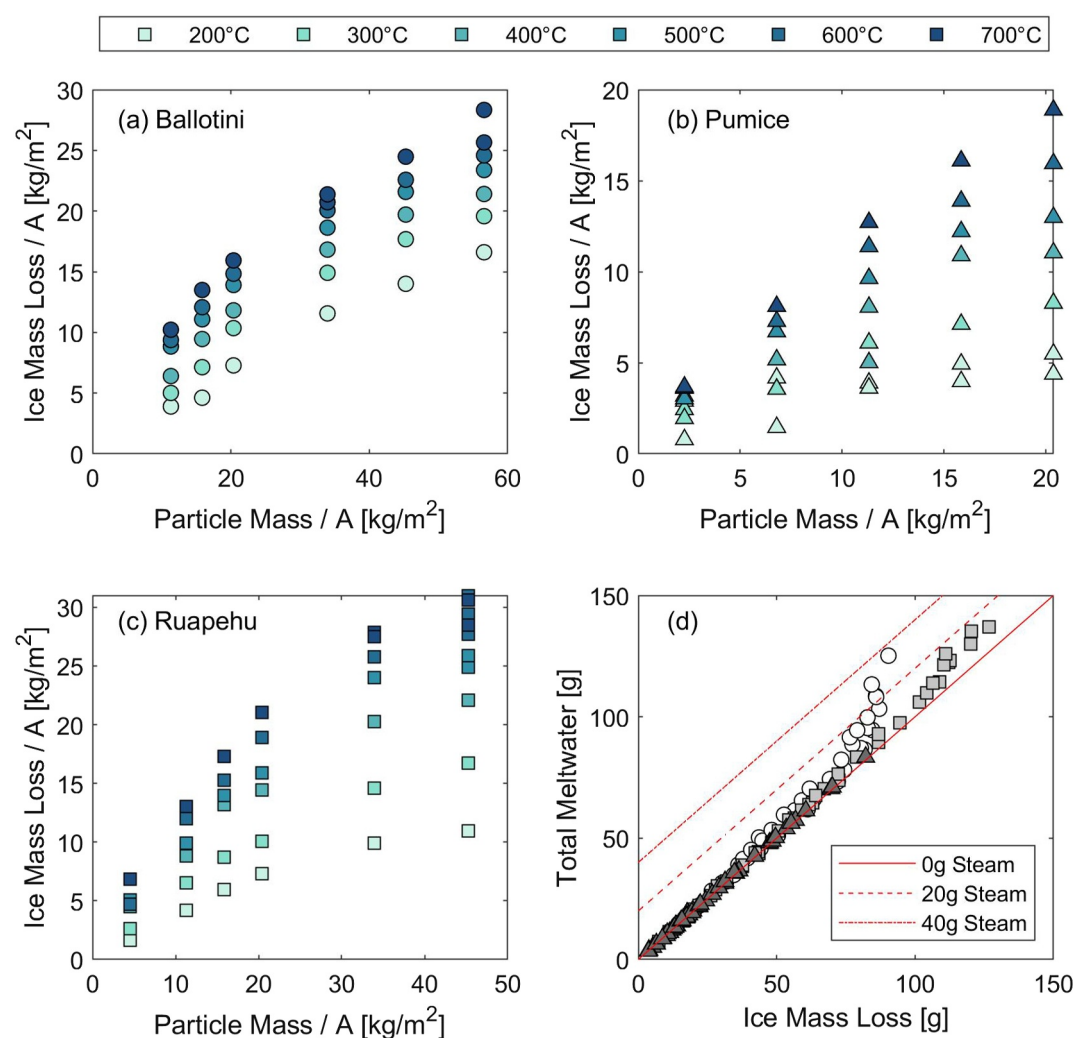 200°C 300°C 400°C 500°C 600°C 700°C
(a) Ballotini
Ice Mass Loss / A [kg/m²]
30
25
20
15
10
5
0
0 20 40 60
Particle Mass / A [kg/m²]
(b) Pumice
Ice Mass Loss / A [kg/m²]
20
15
10
5
0
0 5 10 15 20
Particle Mass / A [kg/m²]
(c) Ruapehu
Ice Mass Loss / A [kg/m²]
30
25
20
15
10
5
0
0 10 20 30 40 50
Particle Mass / A [kg/m²]
(d)
Total Meltwater [g]
150
100
50
0
0g Steam
20g Steam
40g Steam
0 50 100 150
Ice Mass Loss [g]